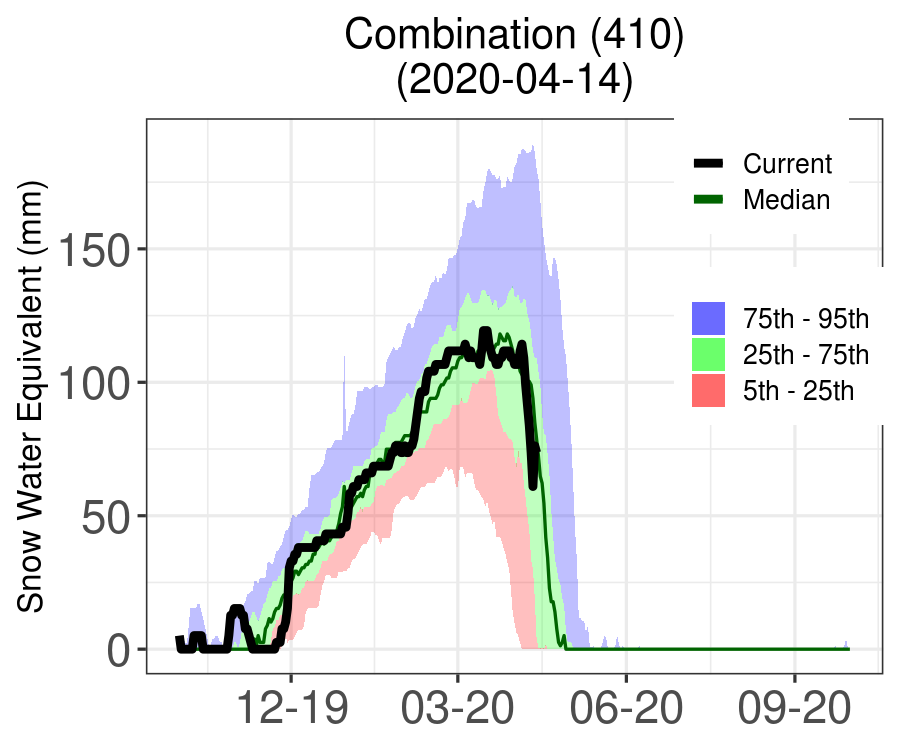 Combination (410)
(2020-04-14)
Snow Water Equivalent (mm)
150
100
50
0
12-19
03-20
06-20
09-20
Current
Median
75th - 95th
25th - 75th
5th - 25th